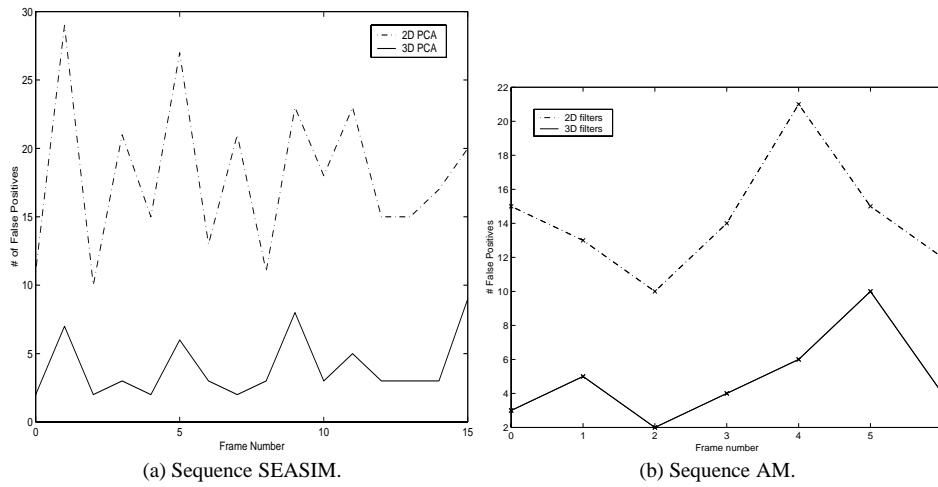 30
25
20
15
10
5
0
# of False Positives
2D PCA
3D PCA
0 5 10 15
Frame Number
(a) Sequence SEASIM.
22
20
18
16
14
12
10
8
6
4
2
# False Positives
2D filters
3D filters
0 1 2 3 4 5
Frame number
(b) Sequence AM.